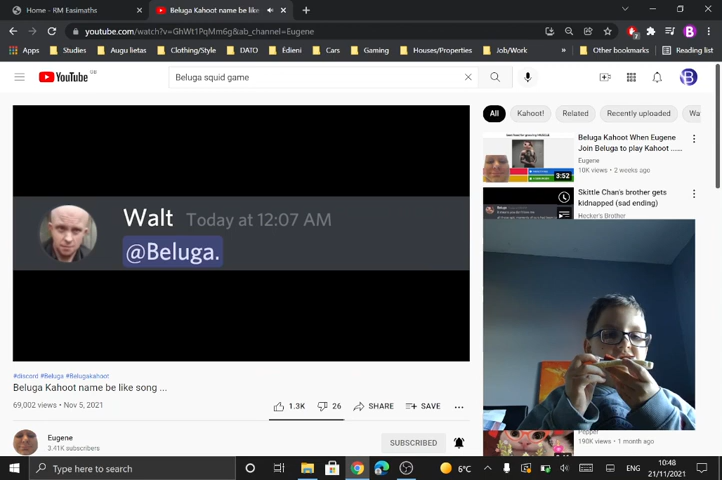 Home - RM Easimaths
Beluga Kahoot name be like
youtube.com/watch?v=GhWt1PqMm6g&ab_channel=Eugene
Apps
Studies
Augu lietas
Clothing/Style
DATO
Edieni
Cars
Gaming
Houses/Properties
Job/Work
»
Other bookmarks
Reading list
YouTube
Beluga squid game
B
Walt Today at 12:07 AM
@Beluga.
#discord #Beluga #Belugakahoot
Beluga Kahoot name be like song ...
69,002 views • Nov 5, 2021
1.3K
26
SHARE
SAVE
Eugene
3.41K subscribers
SUBSCRIBED
All
Kahoot!
Related
Recently uploaded
Wa
3:52
Beluga Kahoot When Eugene
Join Beluga to play Kahoot ......
Eugene
10K views • 2 weeks ago
Skittle Chan's brother gets
kidnapped (sad ending)
Hecker's Brother
Pepper
190K views • 1 month ago
Type here to search
6°C
ENG
10:48
21/11/2021